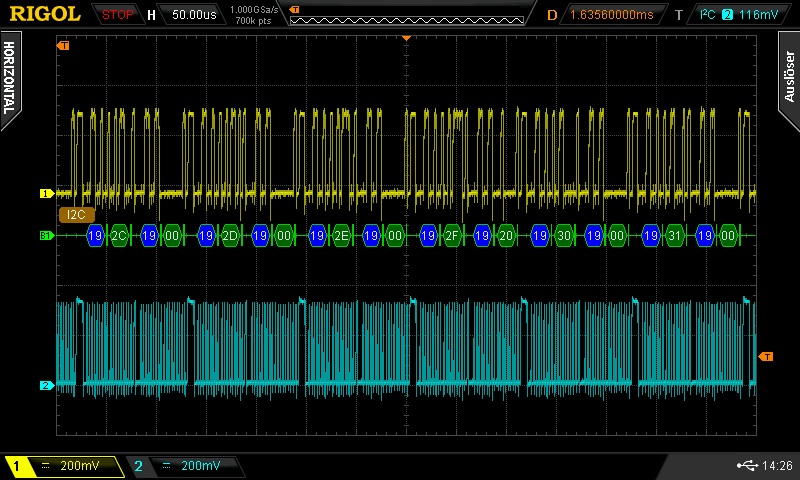 RIGOL STOP H 50.00us 1.000GSa/s 700k pts T D 1.63560000ms T I²C 2 116mV
HORIZONTAL
T
Auslöser
1
I2C
B1 19 2C 19 00 19 2D 19 00 19 2E 19 00 19 2F 19 20 19 30 19 00 19 31 19 00
T
2
1 200mV 2 200mV 14:26